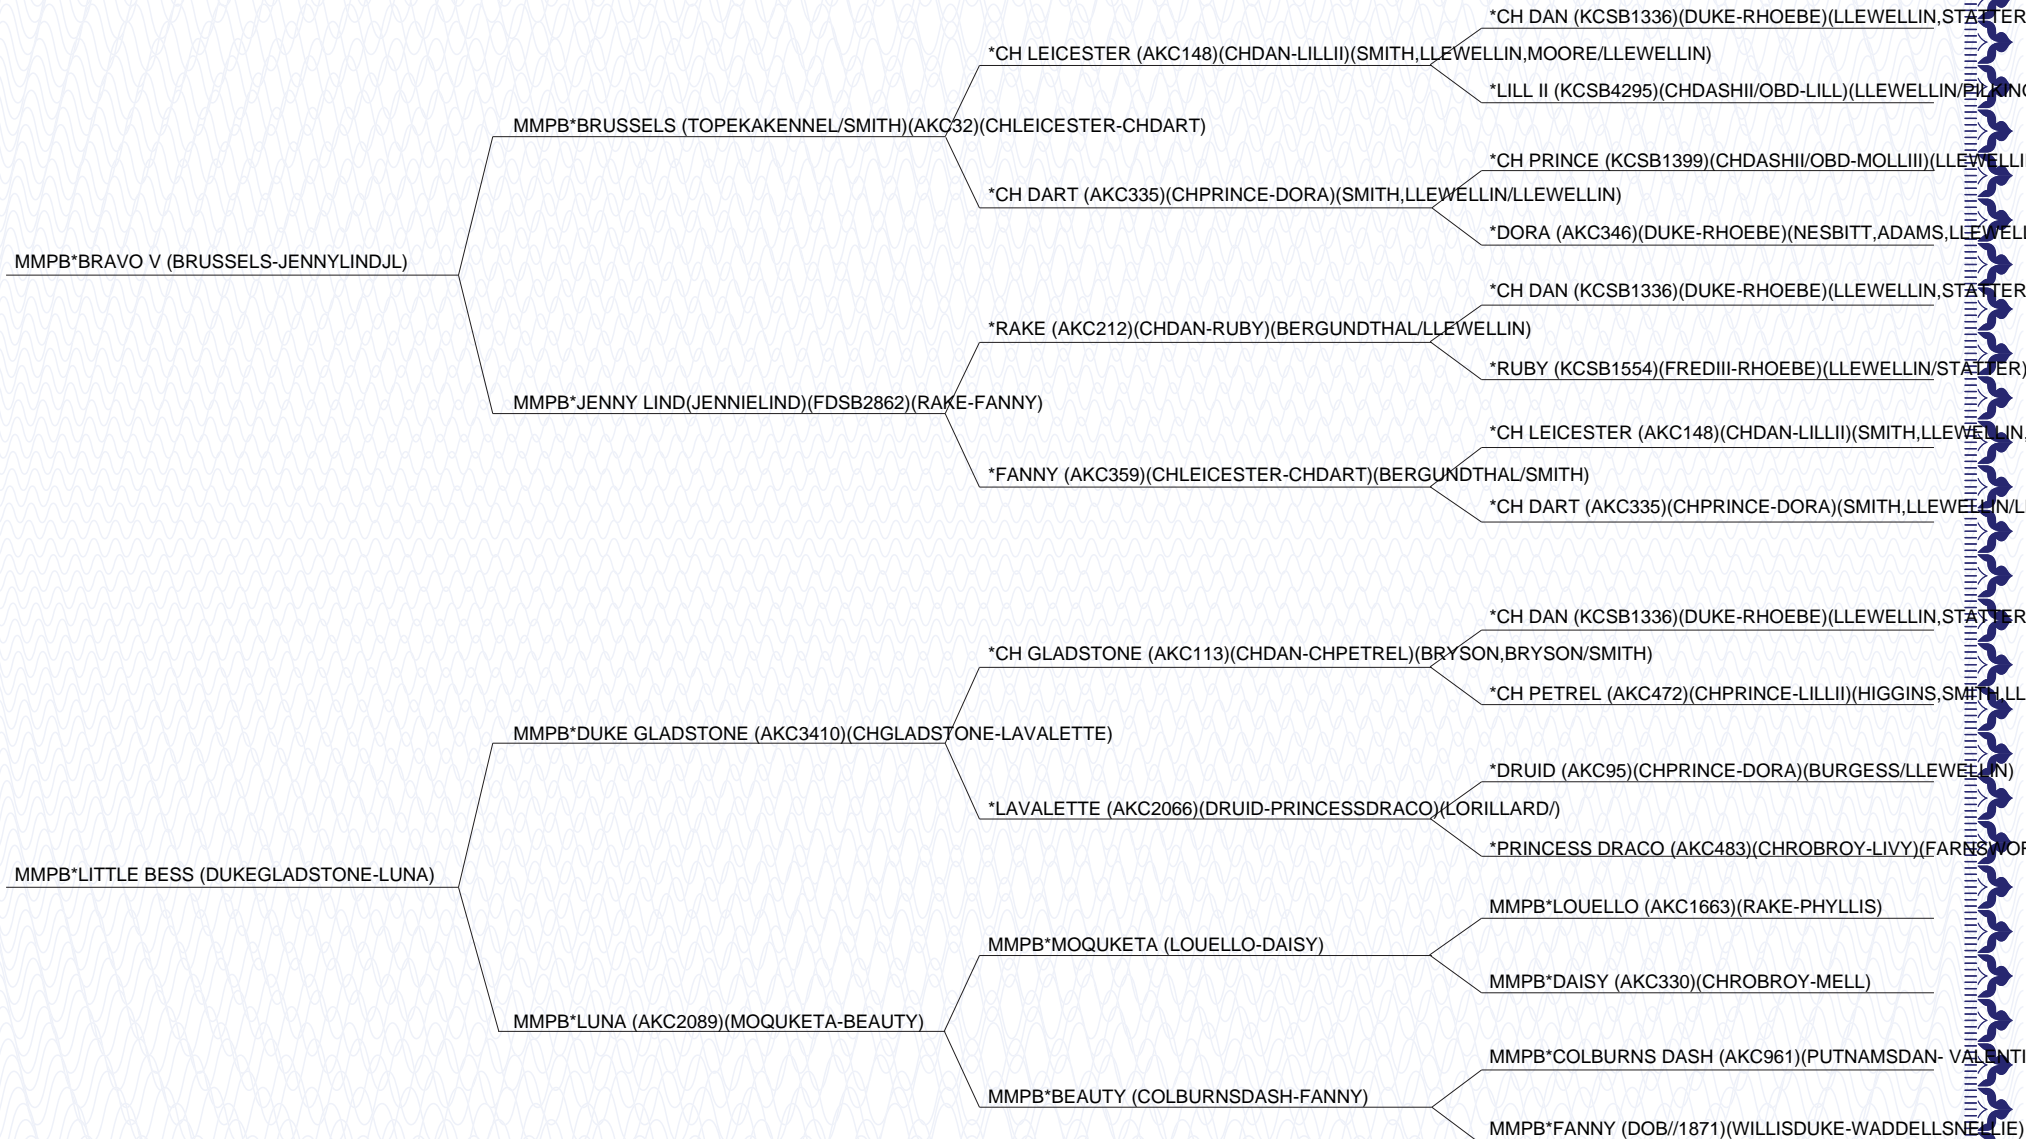 *CH DAN (KCSB1336)(DUKE-RHOEBE)(LLEWELLIN,STATTER
*CH LEICESTER (AKC148)(CHDAN-LILLII)(SMITH,LLEWELLIN,MOORE/LLEWELLIN)
*LILL II (KCSB4295)(CHDASHII/OBD-LILL)(LLEWELLIN/PILKING
MMPB*BRUSSELS (TOPEKAKENNEL/SMITH)(AKC32)(CHLEICESTER-CHDART)
*CH PRINCE (KCSB1399)(CHDASHII/OBD-MOLLIII)(LLEWELLI
*CH DART (AKC335)(CHPRINCE-DORA)(SMITH,LLEWELLIN/LLEWELLIN)
*DORA (AKC346)(DUKE-RHOEBE)(NESBITT,ADAMS,LLEWELL
MMPB*BRAVO V (BRUSSELS-JENNYLINDJL)
*CH DAN (KCSB1336)(DUKE-RHOEBE)(LLEWELLIN,STATTER
*RAKE (AKC212)(CHDAN-RUBY)(BERGUNDTHAL/LLEWELLIN)
*RUBY (KCSB1554)(FREDIII-RHOEBE)(LLEWELLIN/STATTER)
MMPB*JENNY LIND(JENNIELIND)(FDSB2862)(RAKE-FANNY)
*CH LEICESTER (AKC148)(CHDAN-LILLII)(SMITH,LLEWELLIN,
*FANNY (AKC359)(CHLEICESTER-CHDART)(BERGUNDTHAL/SMITH)
*CH DART (AKC335)(CHPRINCE-DORA)(SMITH,LLEWELLIN/L
*CH DAN (KCSB1336)(DUKE-RHOEBE)(LLEWELLIN,STATTER
*CH GLADSTONE (AKC113)(CHDAN-CHPETREL)(BRYSON,BRYSON/SMITH)
*CH PETREL (AKC472)(CHPRINCE-LILLII)(HIGGINS,SMITH,LL
MMPB*DUKE GLADSTONE (AKC3410)(CHGLADSTONE-LAVALETTE)
*DRUID (AKC95)(CHPRINCE-DORA)(BURGESS/LLEWELLIN)
*LAVALETTE (AKC2066)(DRUID-PRINCESSDRACO)(LORILLARD/)
*PRINCESS DRACO (AKC483)(CHROBROY-LIVY)(FARNSWOR
MMPB*LITTLE BESS (DUKEGLADSTONE-LUNA)
MMPB*LOUELLO (AKC1663)(RAKE-PHYLLIS)
MMPB*MOQUKETA (LOUELLO-DAISY)
MMPB*DAISY (AKC330)(CHROBROY-MELL)
MMPB*LUNA (AKC2089)(MOQUKETA-BEAUTY)
MMPB*COLBURNS DASH (AKC961)(PUTNAMSDAN- VALENTI
MMPB*BEAUTY (COLBURNSDASH-FANNY)
MMPB*FANNY (DOB//1871)(WILLISDUKE-WADDELLSNELLIE)